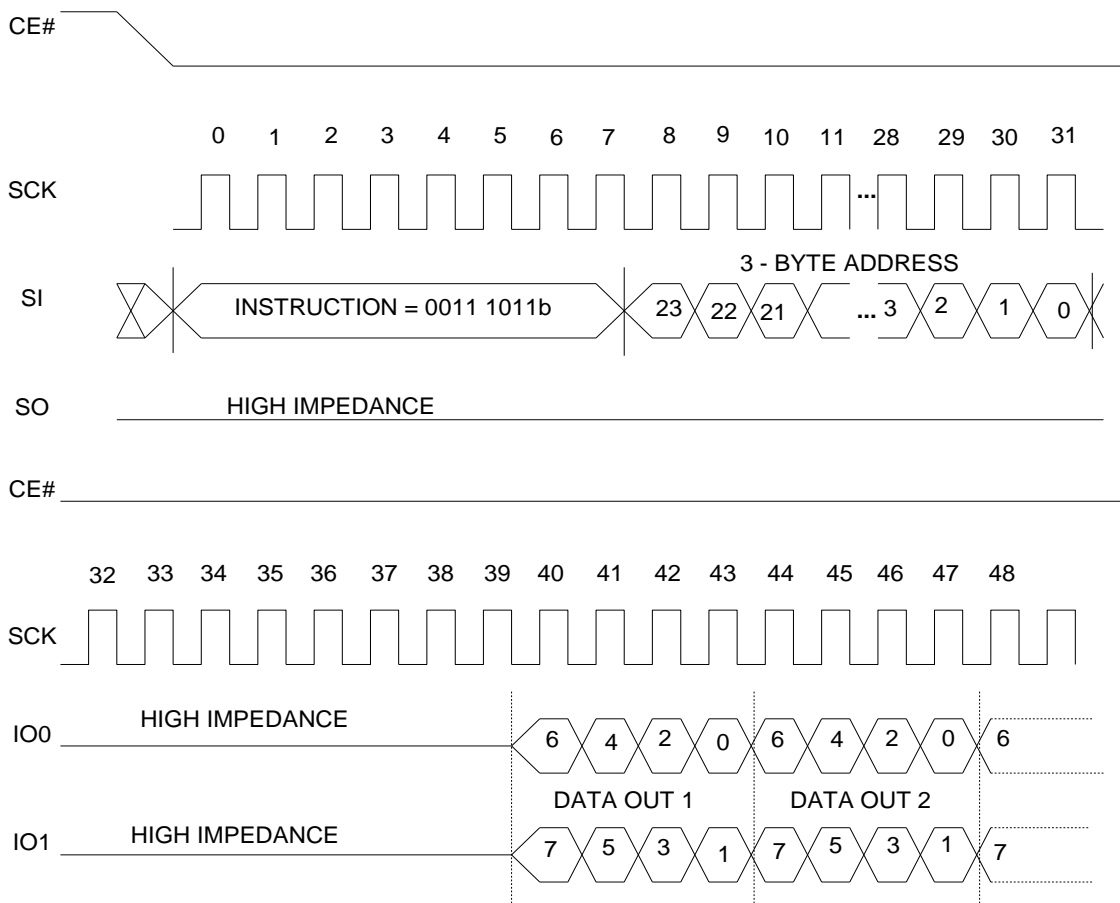 CE#
0 1 2 3 4 5 6 7 8 9 10 11 28 29 30 31
SCK ...
3 - BYTE ADDRESS
SI INSTRUCTION = 0011 1011b 23 22 21 ... 3 2 1 0
SO HIGH IMPEDANCE
CE#
32 33 34 35 36 37 38 39 40 41 42 43 44 45 46 47 48
SCK
HIGH IMPEDANCE
IO0 6 4 2 0 6 4 2 0 6
DATA OUT 1 DATA OUT 2
HIGH IMPEDANCE
IO1 7 5 3 1 7 5 3 1 7